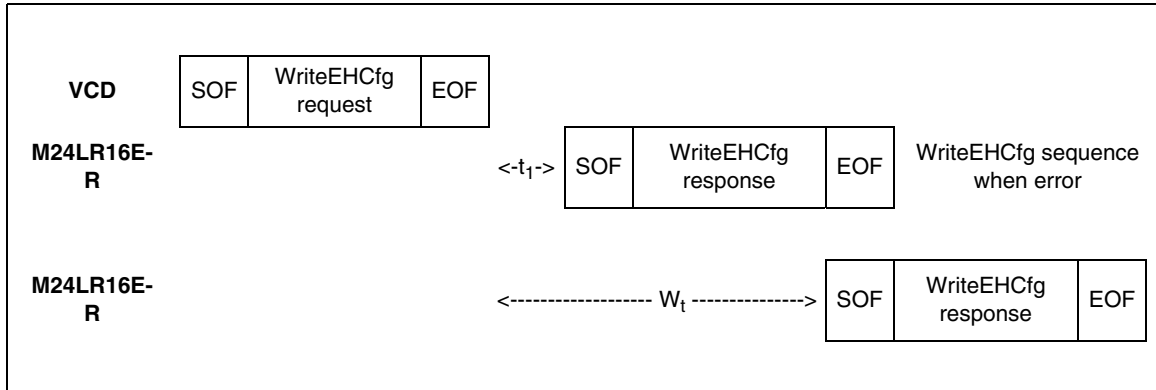 VCD SOF WriteEHCfg request EOF
M24LR16E-R <-t1-> SOF WriteEHCfg response EOF WriteEHCfg sequence when error
M24LR16E-R <------------------- Wt --------------> SOF WriteEHCfg response EOF